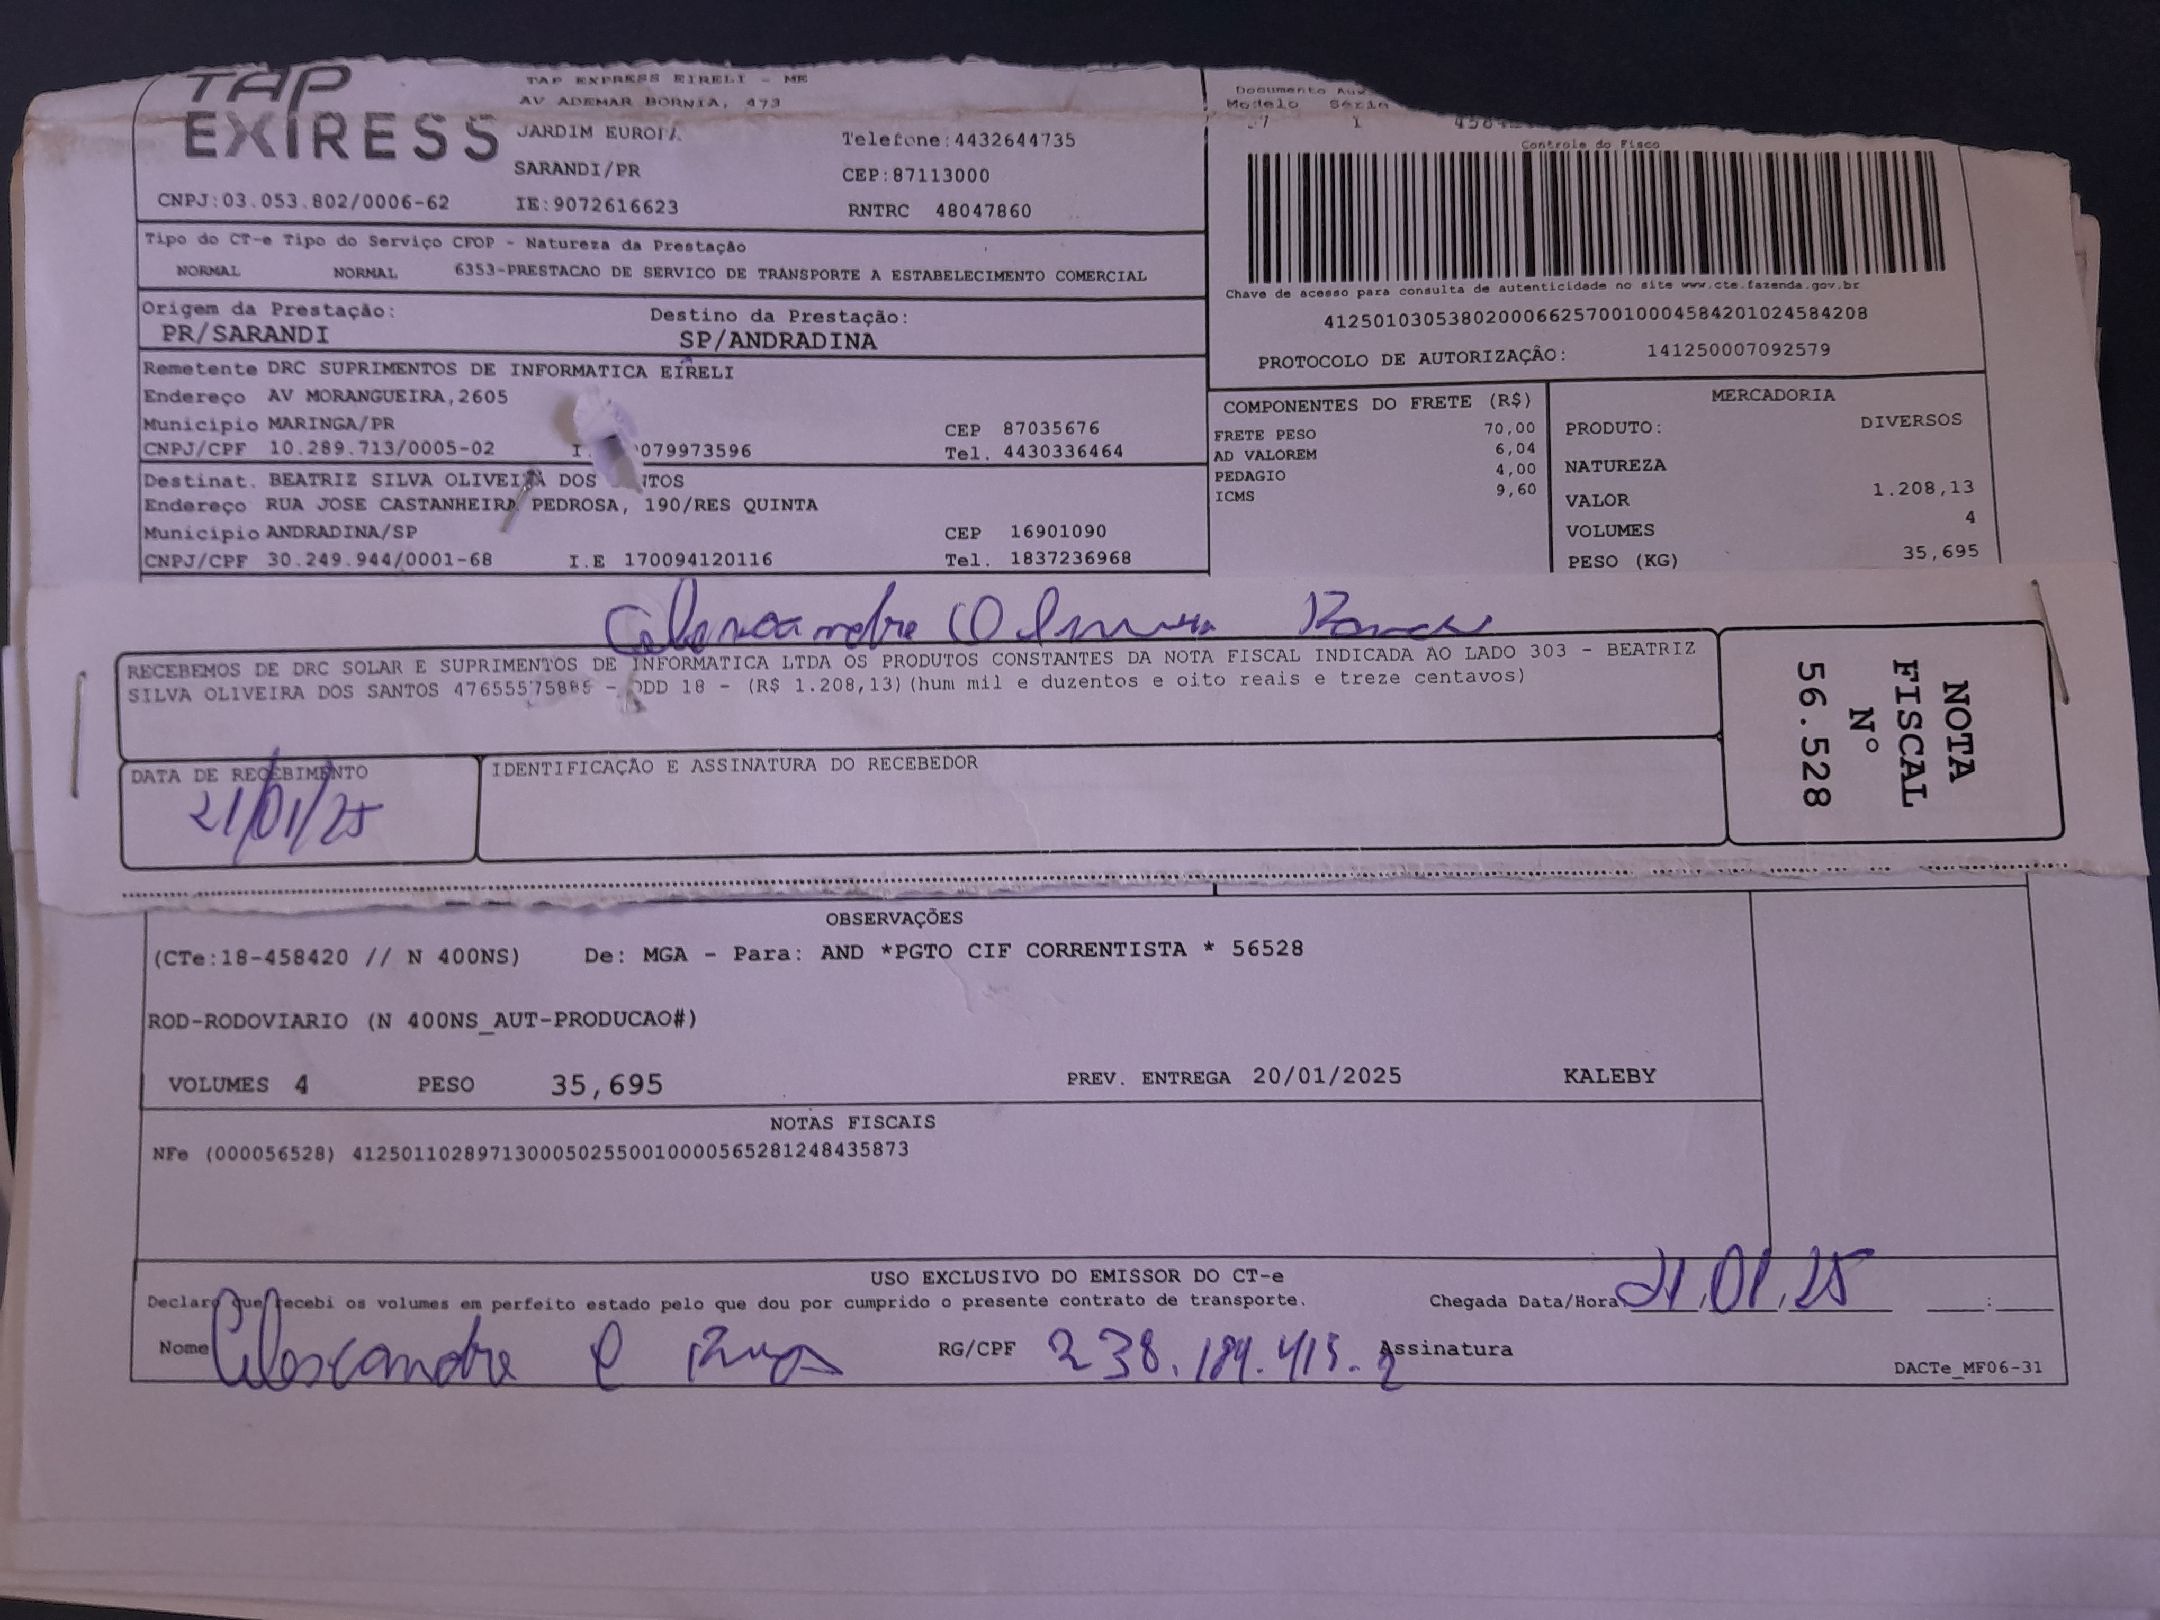 TAP EXPRESS
TAP EXPRESS EIRELI - ME
AV ADEMAR BORNIA, 473
JARDIM EUROPA
Telefone:4432644735
SARANDI/PR
CEP:87113000
CNPJ:03.053.802/0006-62
IE:9072616623
RNTRC 48047860
Documento Aux
Modelo Série
1
Controle do Fisco
Tipo do CT-e Tipo do Serviço CFOP - Natureza da Prestação
NORMAL NORMAL 6353-PRESTACAO DE SERVICO DE TRANSPORTE A ESTABELECIMENTO COMERCIAL
Origem da Prestação:
PR/SARANDI
Destino da Prestação:
SP/ANDRADINA
Chave de acesso para consulta de autenticidade no site www.cte.fazenda.gov.br
41250103053802000662570010004584201024584208
PROTOCOLO DE AUTORIZAÇÃO: 141250007092579
Remetente DRC SUPRIMENTOS DE INFORMATICA EIRELI
Endereço AV MORANGUEIRA,2605
Municipio MARINGA/PR
CEP 87035676
CNPJ/CPF 10.289.713/0005-02 I. 079973596
Tel. 4430336464
Destinat. BEATRIZ SILVA OLIVEIRA DOS NTOS
Endereço RUA JOSE CASTANHEIRA PEDROSA, 190/RES QUINTA
Municipio ANDRADINA/SP
CEP 16901090
CNPJ/CPF 30.249.944/0001-68 I.E 170094120116
Tel. 1837236968
COMPONENTES DO FRETE (R$)
FRETE PESO 70,00
AD VALOREM 6,04
PEDAGIO 4,00
ICMS 9,60
MERCADORIA
PRODUTO: DIVERSOS
NATUREZA
VALOR 1.208,13
VOLUMES 4
PESO (KG) 35,695
RECEBEMOS DE DRC SOLAR E SUPRIMENTOS DE INFORMATICA LTDA OS PRODUTOS CONSTANTES DA NOTA FISCAL INDICADA AO LADO 303 - BEATRIZ
SILVA OLIVEIRA DOS SANTOS 47655575885 - DDD 18 - (R$ 1.208,13)(hum mil e duzentos e oito reais e treze centavos)
DATA DE RECEBIMENTO
21/01/25
IDENTIFICAÇÃO E ASSINATURA DO RECEBEDOR
NOTA
FISCAL
Nº
56.528
OBSERVAÇÕES
(CTe:18-458420 // N 400NS) De: MGA - Para: AND *PGTO CIF CORRENTISTA * 56528
ROD-RODOVIARIO (N 400NS_AUT-PRODUCAO#)
VOLUMES 4 PESO 35,695 PREV. ENTREGA 20/01/2025 KALEBY
NOTAS FISCAIS
NFe (000056528) 41250110289713000502550010000565281248435873
USO EXCLUSIVO DO EMISSOR DO CT-e
Declaro que recebi os volumes em perfeito estado pelo que dou por cumprido o presente contrato de transporte.
Chegada Data/Hora 21,01,25 :
Nome Alexandre
RG/CPF 238.189.415.2 Assinatura
DACTe_MF06-31